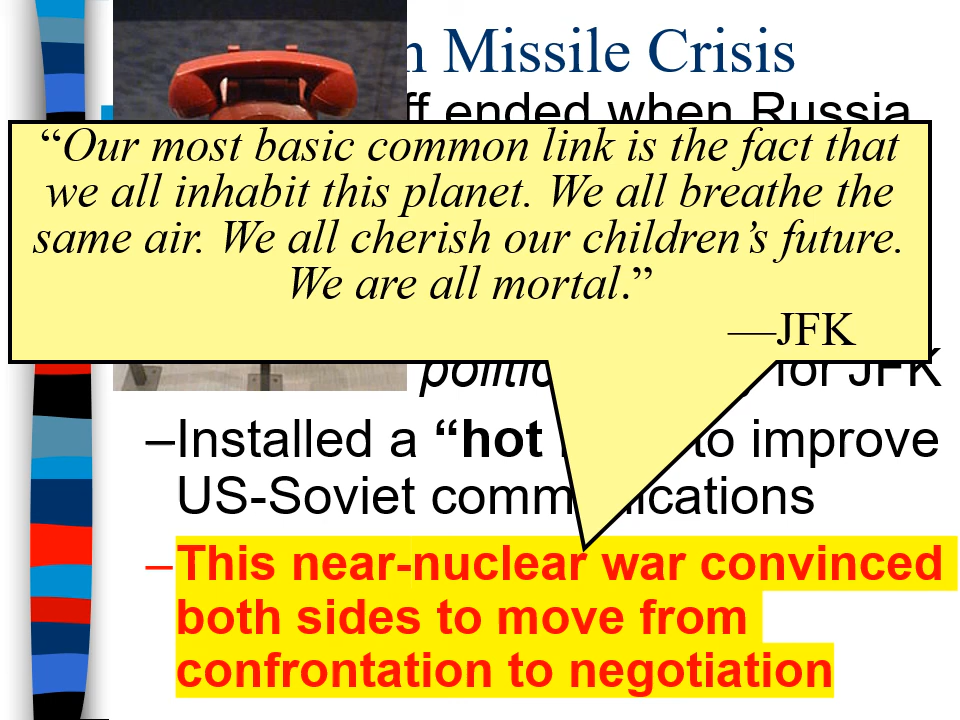 Missile Crisis
ended when Russia
“Our most basic common link is the fact that
we all inhabit this planet. We all breathe the
same air. We all cherish our children’s future.
We are all mortal.”
—JFK
for JFK
–Installed a “hot to improve
US-Soviet communications
–This near-nuclear war convinced
both sides to move from
confrontation to negotiation